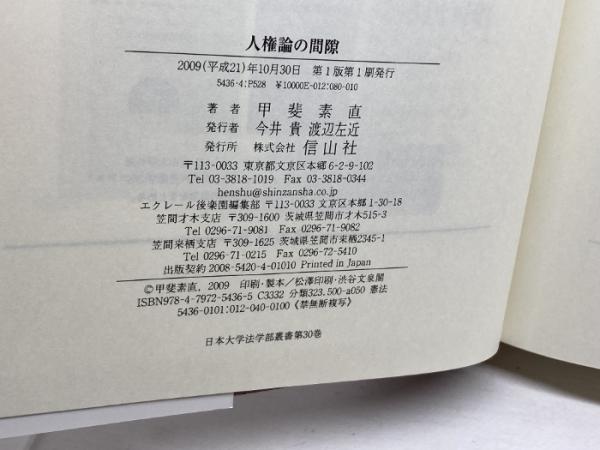 人権論の間隙
2009(平成21)年10月30日 第1版第1刷発行
5436-4:P528 ¥10000E-012:080-010
著者 甲斐素直
発行者 今井 貴 渡辺左近
発行所 株式会社 信山社
〒113-0033 東京都文京区本郷6-2-9-102
Tel 03-3818-1019 Fax 03-3818-0344
henshu@shinzansha.co.jp
エクレール後楽園編集部 〒113-0033 文京区本郷1-30-18
笠間才木支店 〒309-1600 茨城県笠間市才木515-3
Tel 0296-71-9081 Fax 0296-71-9082
笠間来栖支店 〒309-1625 茨城県笠間市来栖2345-1
Tel 0296-71-0215 Fax 0296-72-5410
出版契約 2008-5420-4-01010 Printed in Japan
©甲斐素直, 2009 印刷・製本/松澤印刷・渋谷文泉閣
ISBN978-4-7972-5436-5 C3332 分類323.500-a050 憲法
5436-0101:012-040-0100《禁無断複写》
日本大学法学部叢書第30巻